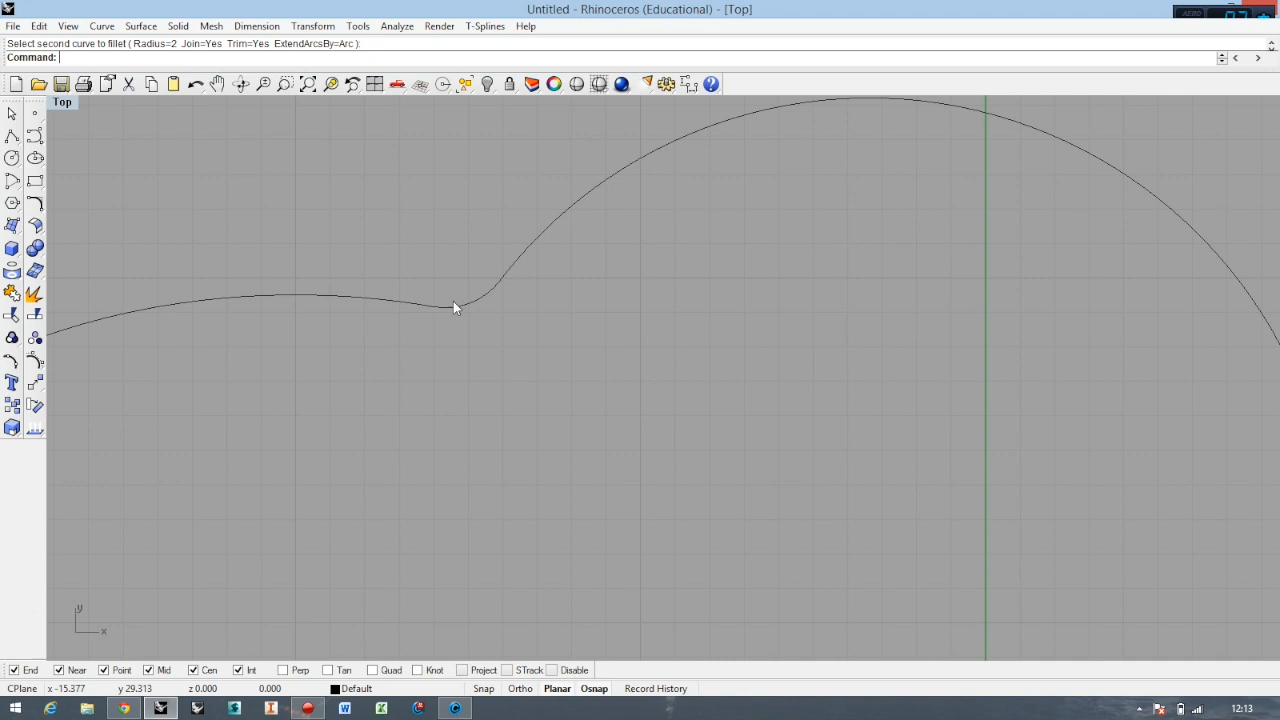 Untitled - Rhinoceros (Educational) - [Top]
File Edit View Curve Surface Solid Mesh Dimension Transform Tools Analyze Render T-Splines Help
Select second curve to fillet ( Radius=2 Join=Yes Trim=Yes ExtendArcsBy=Arc ):
Command:
Top
y
x
End Near Point Mid Cen Int Perp Tan Quad Knot Project STrack Disable
CPlane x -15.377 y 29.313 z 0.000 0.000 Default Snap Ortho Planar Osnap Record History
12:13